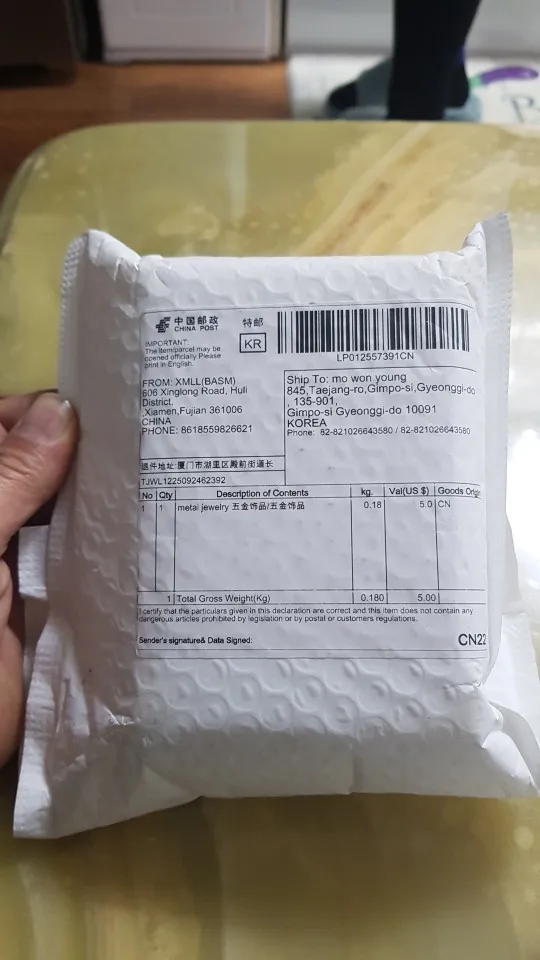 中国邮政
CHINA POST
特邮
KR
IMPORTANT:
The item/parcel may be
opened officially Please
print in English.
LP012557391CN
FROM: XMLL(BASM)
606 Xinglong Road, Huli
District,
,Xiamen,Fujian 361006
CHINA
PHONE: 8618559826621
Ship To: mo won young
845,Taejang-ro,Gimpo-si,Gyeonggi-do
, 135-901,
Gimpo-si Gyeonggi-do 10091
KOREA
Phone: 82-821026643580 / 82-821026643580
退件地址:厦门市湖里区殿前街道长
TJWL1225092462392
No Qty Description of Contents kg. Val(US $) Goods Origin
1 1 metal jewelry 五金饰品/五金饰品 0.18 5.0 CN
1 Total Gross Weight(Kg) 0.180 5.00
I certify that the particulars given in this declaration are correct and this item does not contain any
dangerous articles prohibited by legislation or by postal or customers regulations.
Sender's signature& Data Signed:
CN22